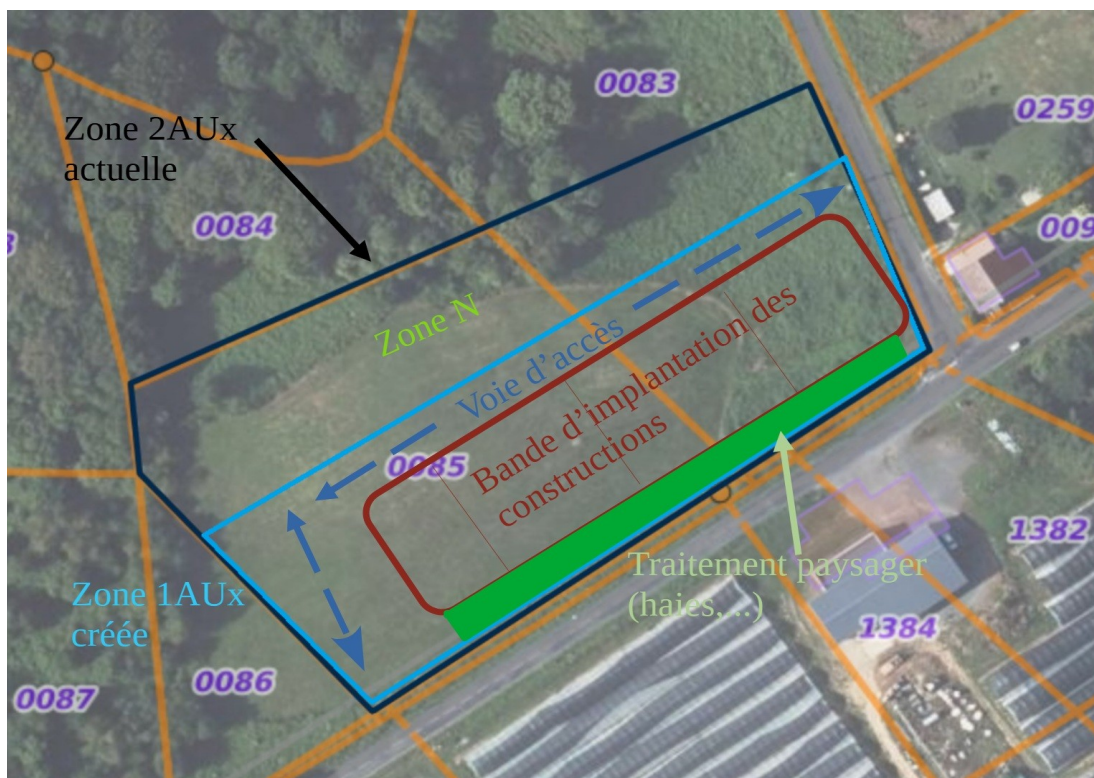 0083
0259
Zone 2AUx
actuelle
0084
009
Zone N
Voie d'accès
Bande d'implantation des
constructions
0085
1382
Traitement paysager
(haies,...)
Zone 1AUx
créée
1384
0086
0087